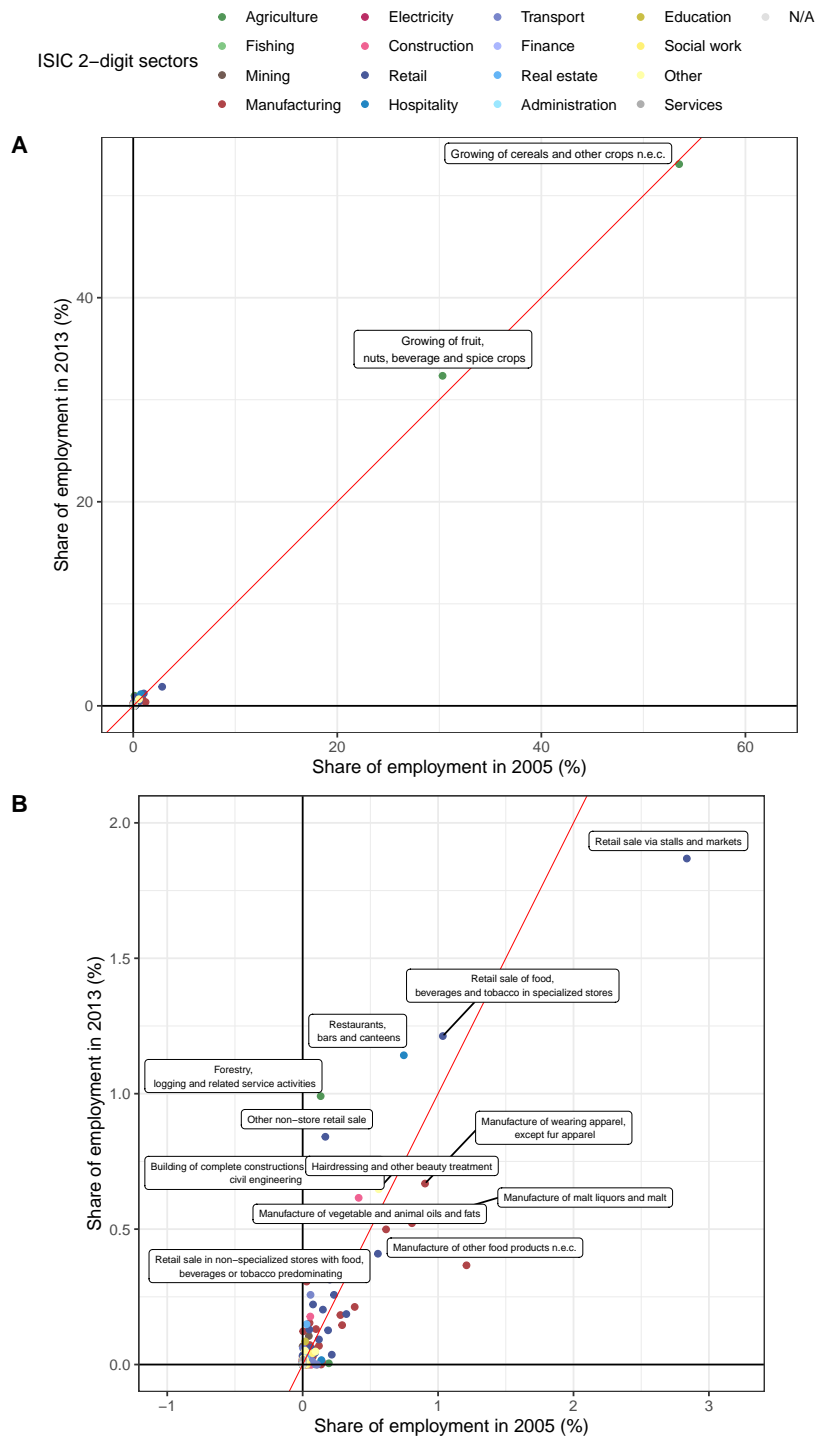 ISIC 2−digit sectors
Agriculture
Fishing
Mining
Manufacturing
Electricity
Construction
Retail
Hospitality
Transport
Finance
Real estate
Administration
Education
Social work
Other
Services
N/A
A
Growing of cereals and other crops n.e.c.
Growing of fruit,
nuts, beverage and spice crops
Share of employment in 2013 (%)
40
20
0
0
20
40
60
Share of employment in 2005 (%)
B
Retail sale via stalls and markets
Retail sale of food,
beverages and tobacco in specialized stores
Restaurants,
bars and canteens
Forestry,
logging and related service activities
Other non−store retail sale
Manufacture of wearing apparel,
except fur apparel
Building of complete constructions
civil engineering
Hairdressing and other beauty treatment
Manufacture of malt liquors and malt
Manufacture of vegetable and animal oils and fats
Manufacture of other food products n.e.c.
Retail sale in non−specialized stores with food,
beverages or tobacco predominating
Share of employment in 2013 (%)
2.0
1.5
1.0
0.5
0.0
−1
0
1
2
3
Share of employment in 2005 (%)